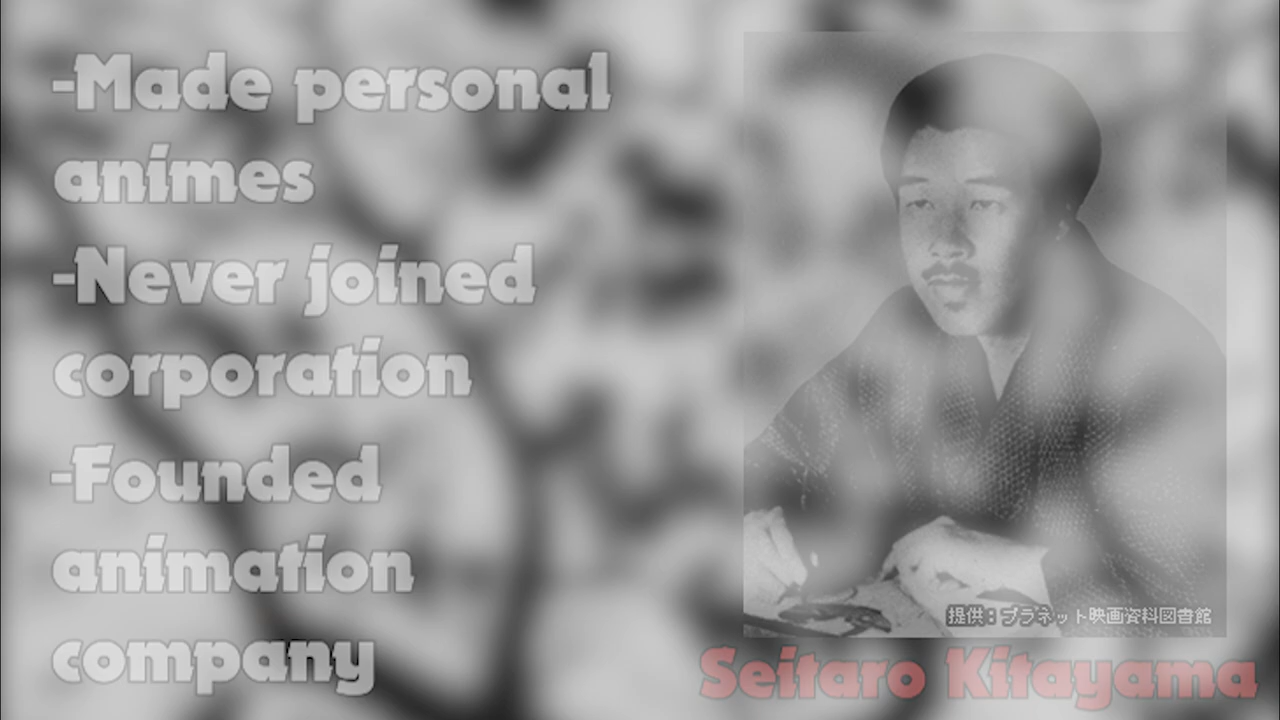 -Made personal
animes
-Never joined
corporation
-Founded
animation
company
提供：プラネット映画資料図書館
Seitaro Kitayama